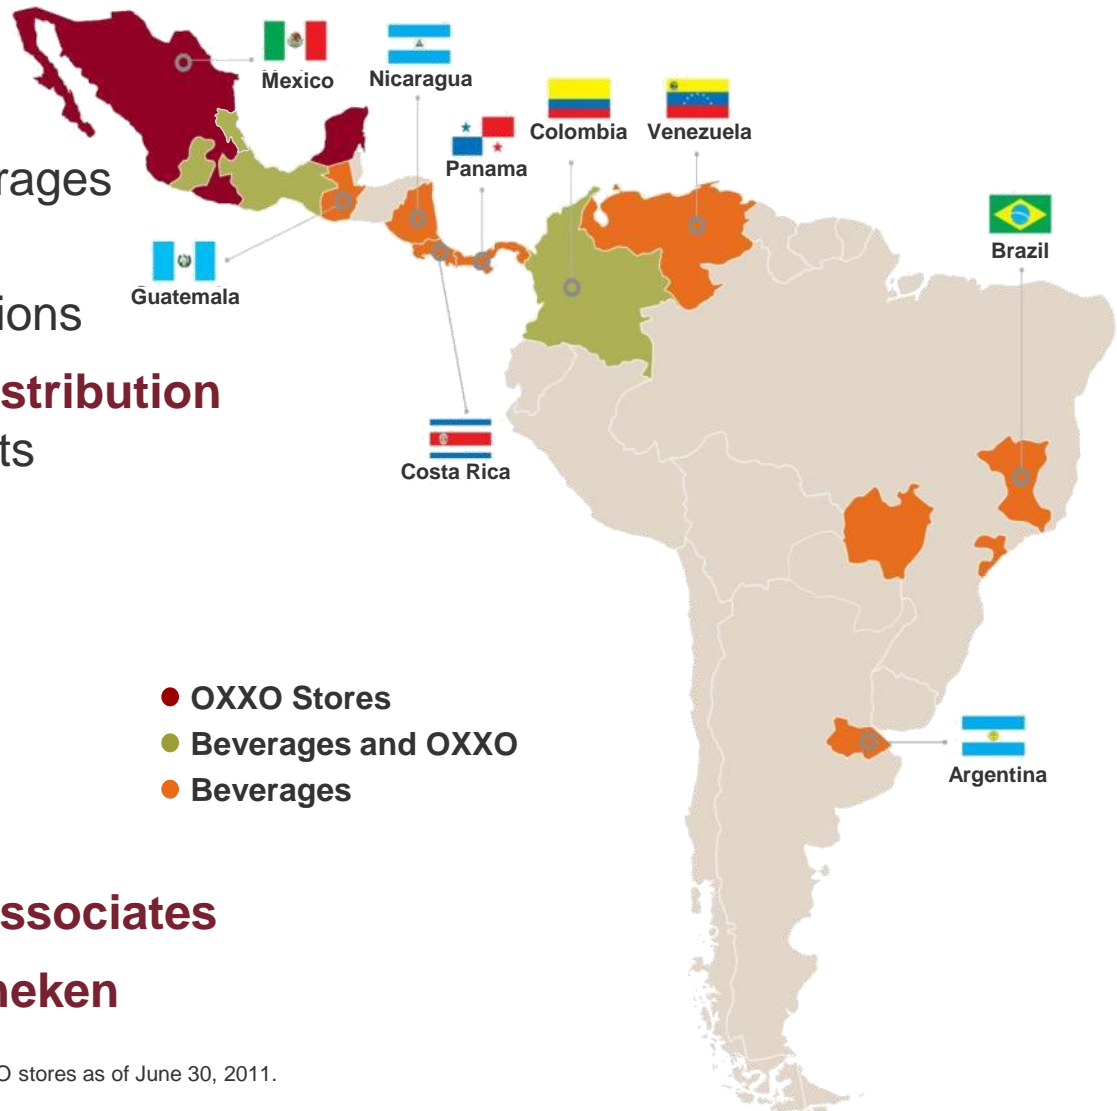 Mexico
Nicaragua
Colombia
Venezuela
Panama
rages
Brazil
Guatemala
ions
stribution
ts
Costa Rica
OXXO Stores
Beverages and OXXO
Beverages
Argentina
ssociates
neken
O stores as of June 30, 2011.